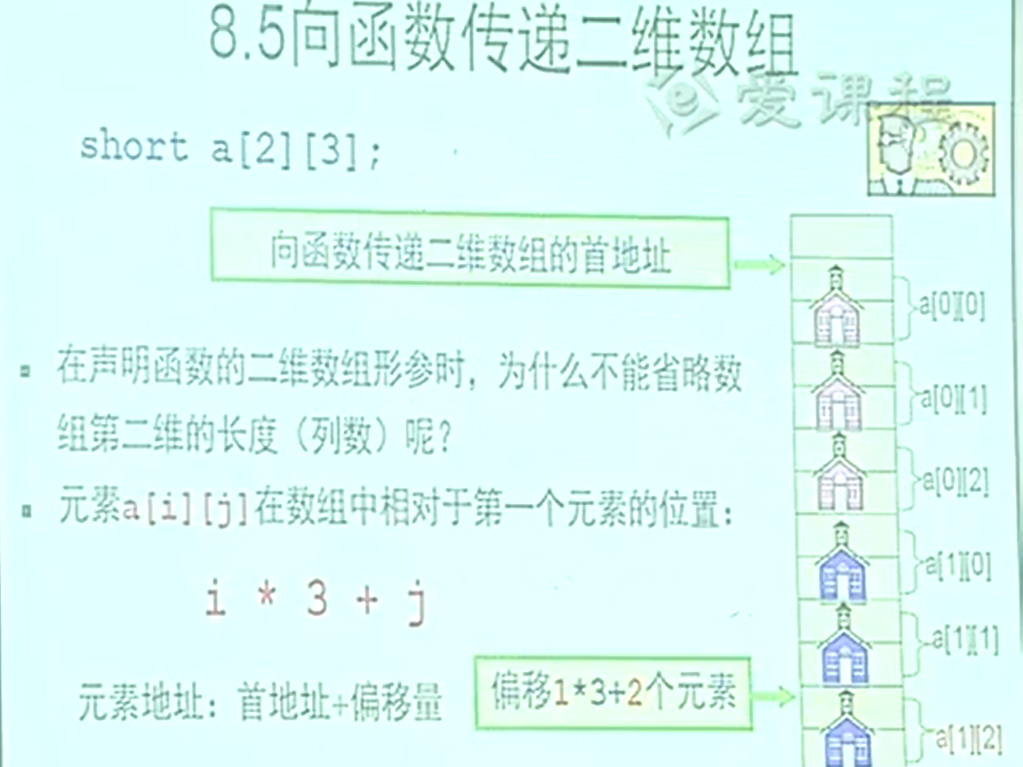 8.5向函数传递二维数组
爱课程
short a[2][3];
向函数传递二维数组的首地址
a[0][0]
▪ 在声明函数的二维数组形参时，为什么不能省略数
组第二维的长度（列数）呢？
a[0][1]
a[0][2]
▪ 元素a[i][j]在数组中相对于第一个元素的位置：
a[1][0]
i * 3 + j
a[1][1]
元素地址：首地址+偏移量
偏移1*3+2个元素
a[1][2]